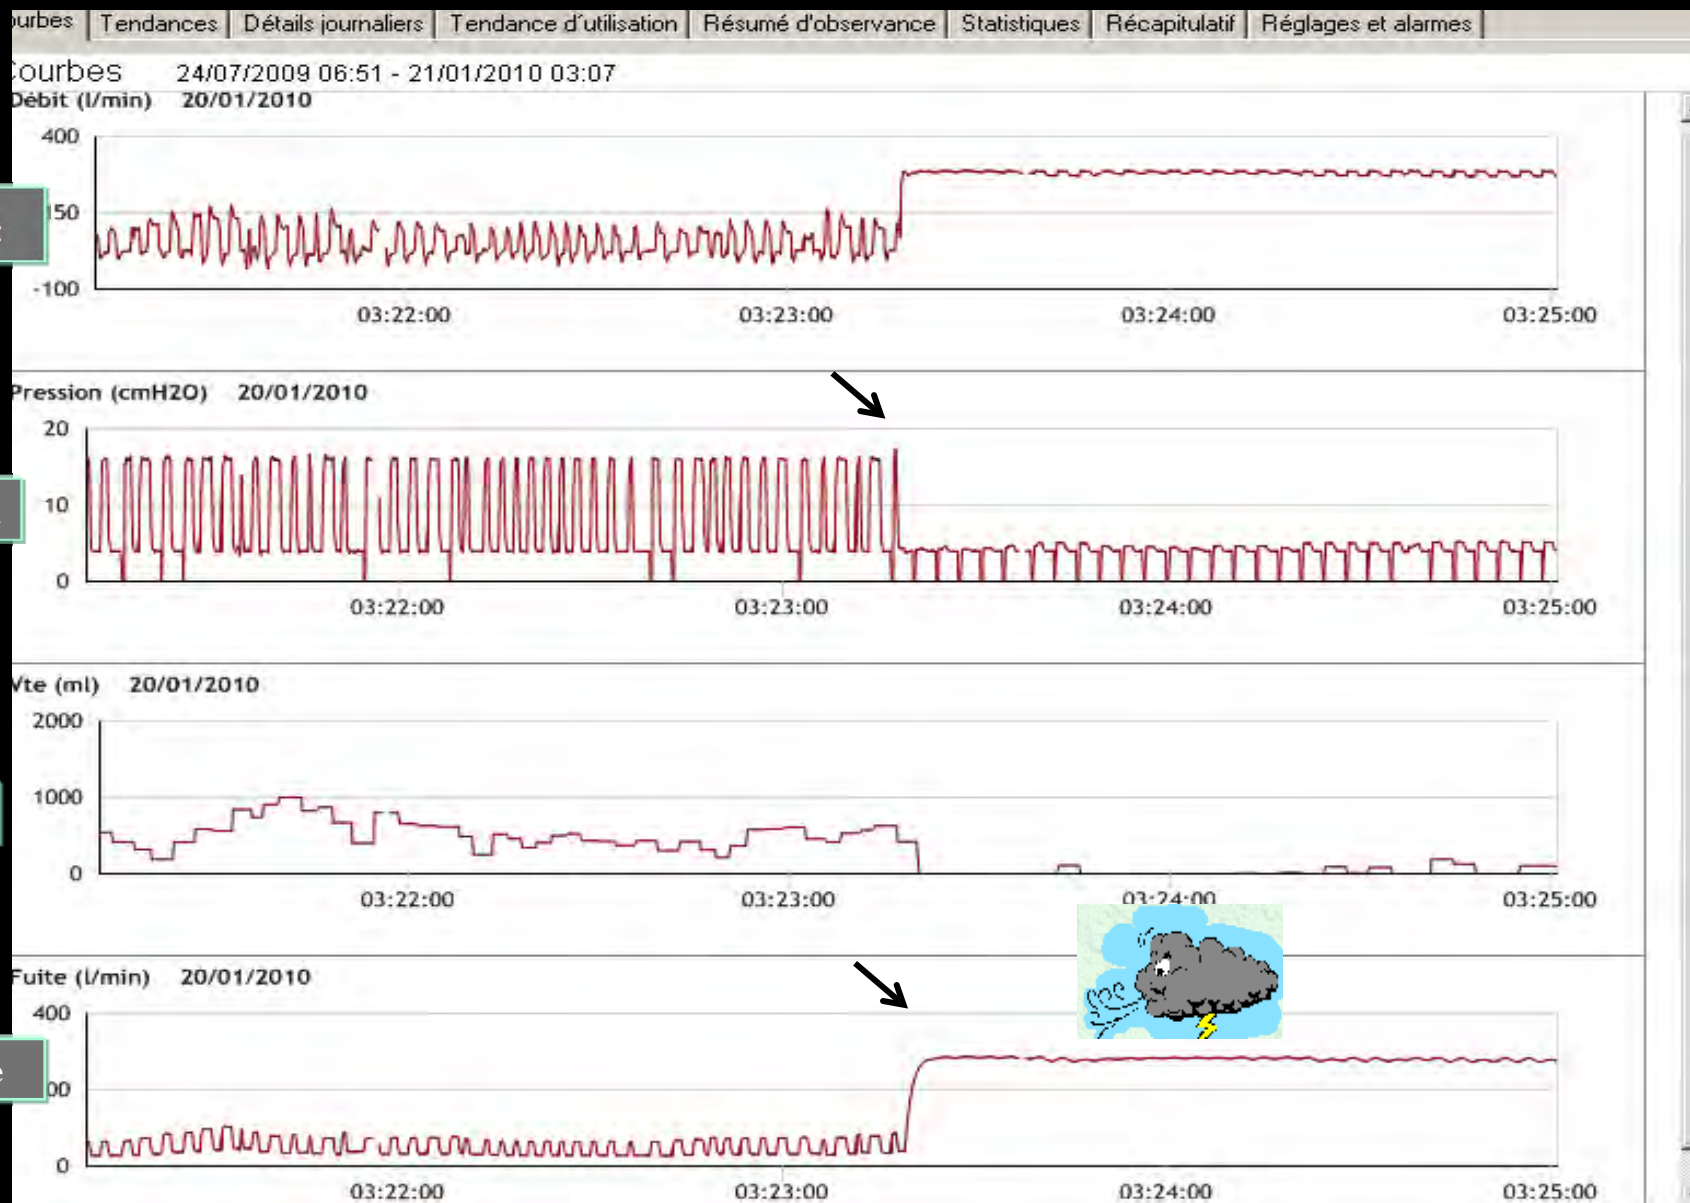 Tendances Détails journaliers Tendance d'utilisation Résumé d'observance Statistiques Récapitulatif Réglages et alarmes
24/07/2009 06:51 - 21/01/2010 03:07
Débit (l/min) 20/01/2010
400
150
-100
03:22:00 03:23:00 03:24:00 03:25:00
Pression (cmH2O) 20/01/2010
20
10
0
03:22:00 03:23:00 03:24:00 03:25:00
Vte (ml) 20/01/2010
2000
1000
0
03:22:00 03:23:00 03:24:00 03:25:00
Fuite (l/min) 20/01/2010
400
0
03:22:00 03:23:00 03:24:00 03:25:00